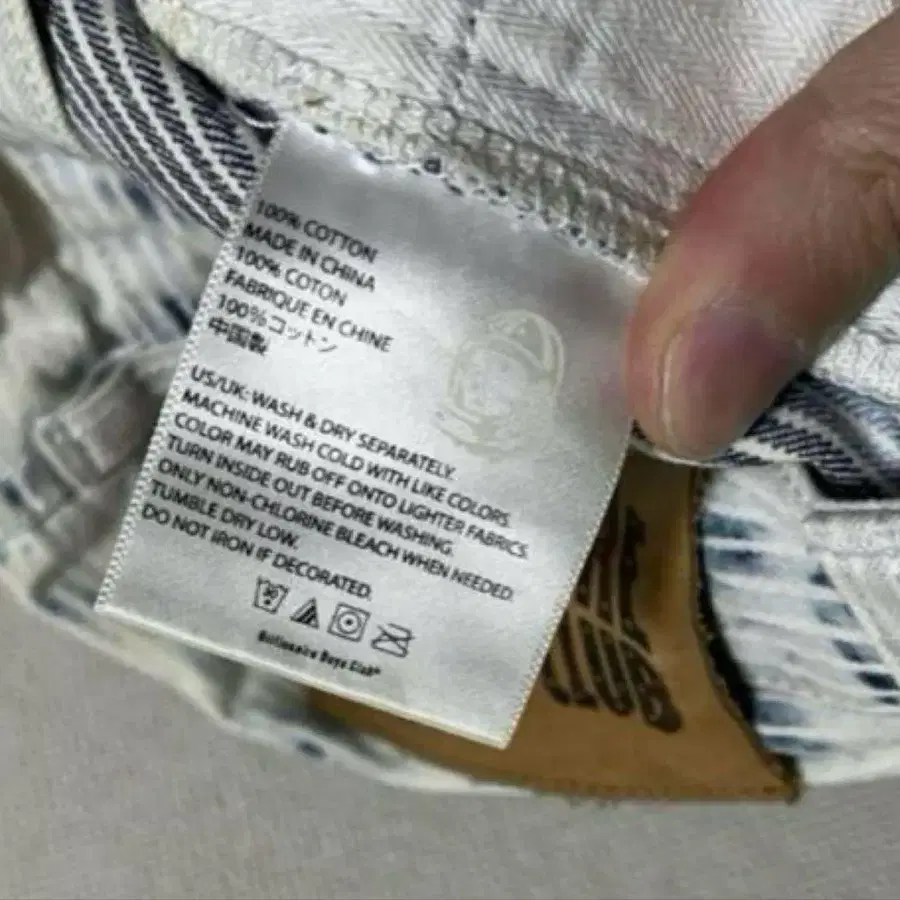 100% COTTON
MADE IN CHINA
100% COTON
FABRIQUE EN CHINE
100%コットン
中国製
US/UK: WASH & DRY SEPARATELY.
MACHINE WASH COLD WITH LIKE COLORS.
COLOR MAY RUB OFF ONTO LIGHTER FABRICS.
TURN INSIDE OUT BEFORE WASHING.
ONLY NON-CHLORINE BLEACH WHEN NEEDED.
TUMBLE DRY LOW.
DO NOT IRON IF DECORATED.
30
Billionaire Boys Club®